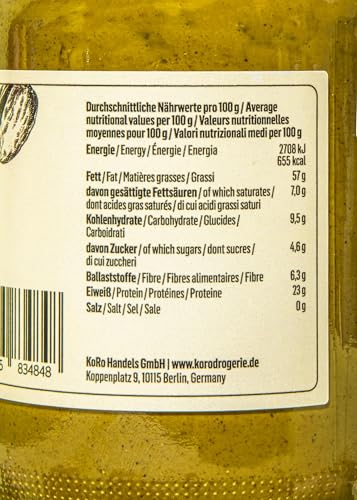 Durchschnittliche Nährwerte pro 100 g / Average
nutritional values per 100 g / Valeurs nutritionnelles
moyennes pour 100 g / Valori nutrizionali medi per 100 g
Energie / Energy / Énergie / Energia 2708 kJ
655 kcal
Fett / Fat / Matières grasses / Grassi 57 g
davon gesättigte Fettsäuren / of which saturates / 7,0 g
dont acides gras saturés / di cui acidi grassi saturi
Kohlenhydrate / Carbohydrate / Glucides / 9,5 g
Carboidrati
davon Zucker / of which sugars / dont sucres / 4,6 g
di cui zuccheri
Ballaststoffe / Fibre / Fibres alimentaires / Fibre 6,3 g
Eiweiß / Protein / Protéines / Proteine 23 g
Salz / Salt / Sel / Sale 0 g
5 834848
KoRo Handels GmbH | www.korodrogerie.de
Koppenplatz 9, 10115 Berlin, Germany